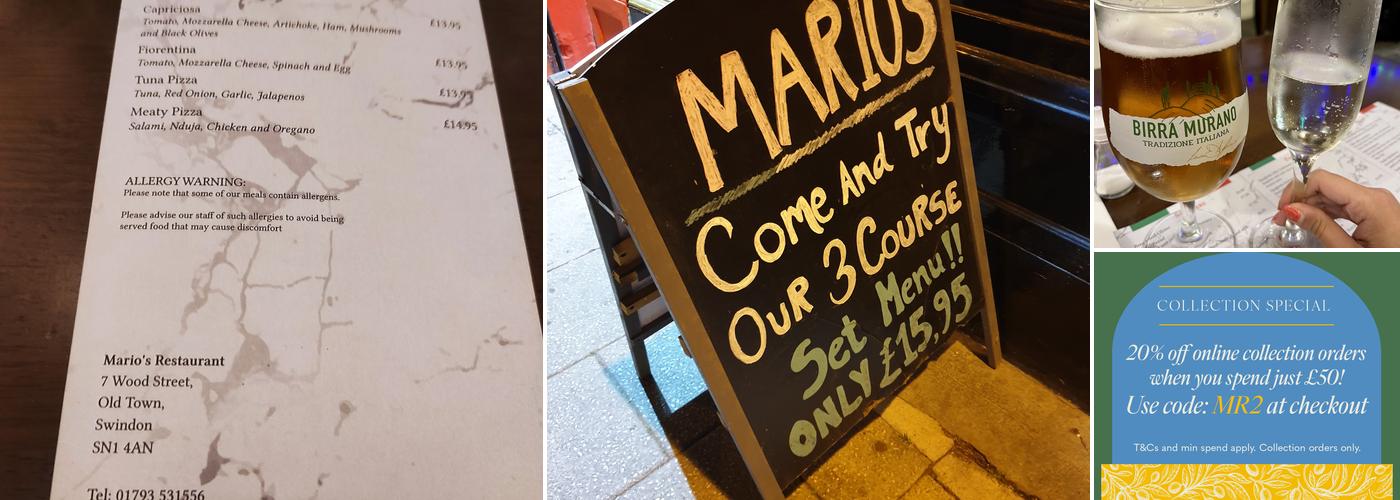 Capriciosa
Tomato, Mozzarella Cheese, Artichoke, Ham, Mushrooms £13.95
and Black Olives
Fiorentina
Tomato, Mozzarella Cheese, Spinach and Egg £13.95
Tuna Pizza
Tuna, Red Onion, Garlic, Jalapenos £13.95
Meaty Pizza
Salami, Nduja, Chicken and Oregano £14.95
ALLERGY WARNING:
Please note that some of our meals contain allergens.
Please advise our staff of such allergies to avoid being
served food that may cause discomfort
Mario's Restaurant
7 Wood Street,
Old Town,
Swindon
SN1 4AN
Tel: 01793 531556
MARIOS
Come And Try
Our 3 Course
Set Menu!!
ONLY £15,95
BIRRA MURANO
TRADIZIONE ITALIANA
COLLECTION SPECIAL
20% off online collection orders
when you spend just £50!
Use code: MR2 at checkout
T&Cs and min spend apply. Collection orders only.